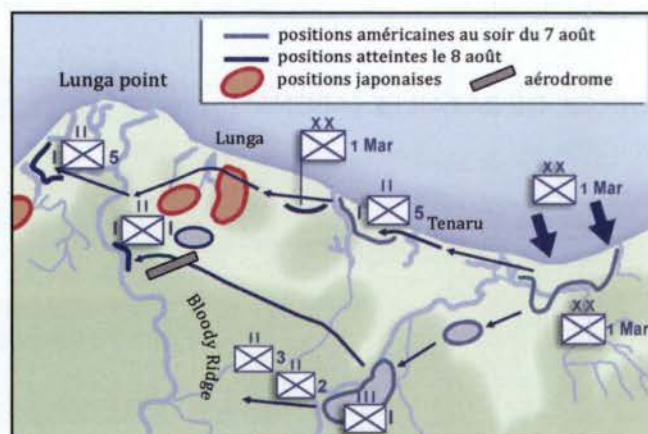 positions américaines au soir du 7 août
positions atteintes le 8 août
positions japonaises
aérodrome
Lunga point
Lunga
XX
1 Mar
XX
1 Mar
II
I 5
II
I 5
Tenaru
II
I I
Bloody Ridge
XX
1 Mar
II
3
II
2
III
I